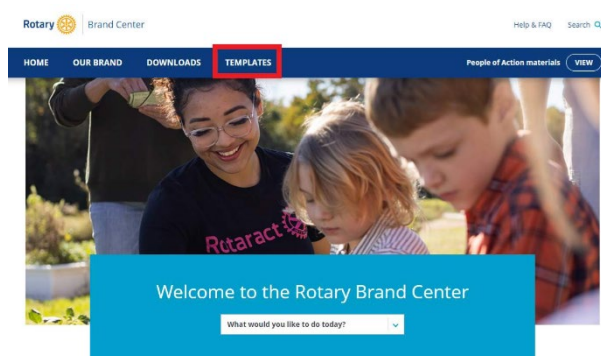 Rotary Brand Center Help & FAQ Search
HOME OUR BRAND DOWNLOADS TEMPLATES People of Action materials VIEW
Rotaract
Welcome to the Rotary Brand Center
What would you like to do today?